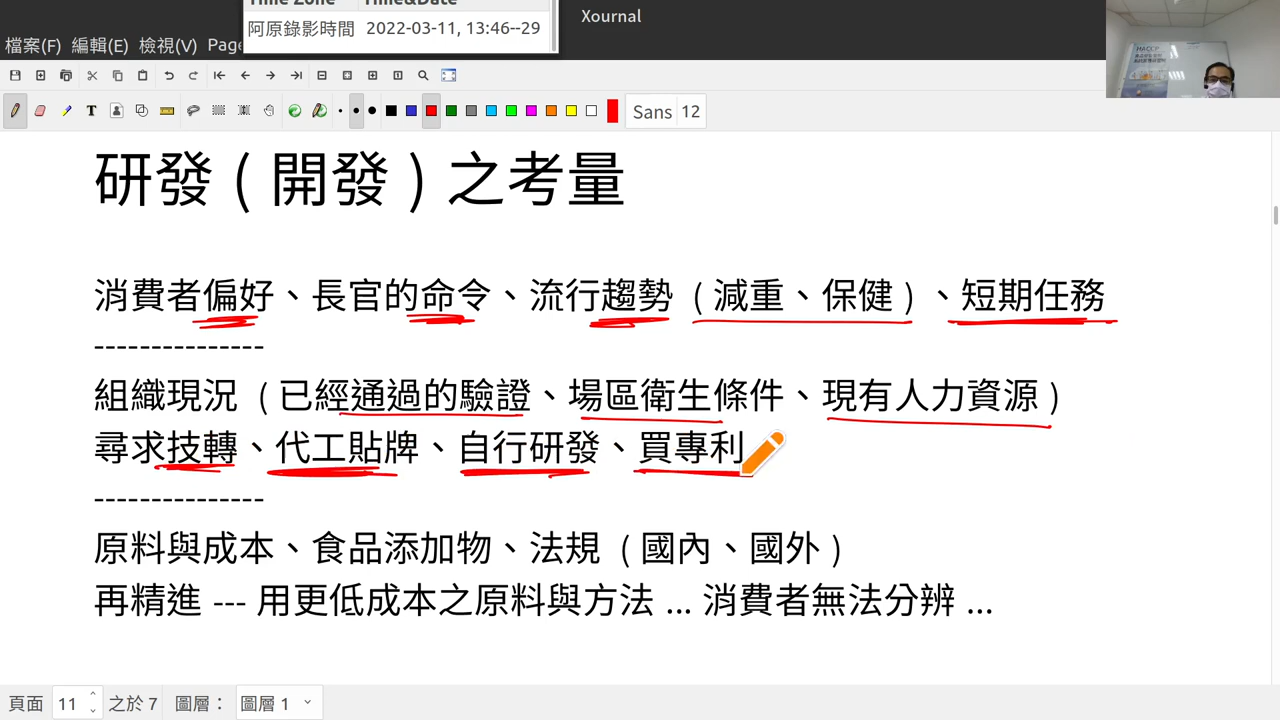 Time Zone Time&Date
阿原錄影時間 2022-03-11, 13:46--29
Xournal
檔案(F) 編輯(E) 檢視(V) Page
HACCP
Sans 12
研發 ( 開發 ) 之考量
消費者偏好、長官的命令、流行趨勢 ( 減重、保健 ) 、短期任務
---------------
組織現況 ( 已經通過的驗證、場區衛生條件、現有人力資源 )
尋求技轉、代工貼牌、自行研發、買專利
---------------
原料與成本、食品添加物、法規 ( 國內、國外 )
再精進 --- 用更低成本之原料與方法 ... 消費者無法分辨 ...
頁面 11 之於 7 圖層： 圖層 1